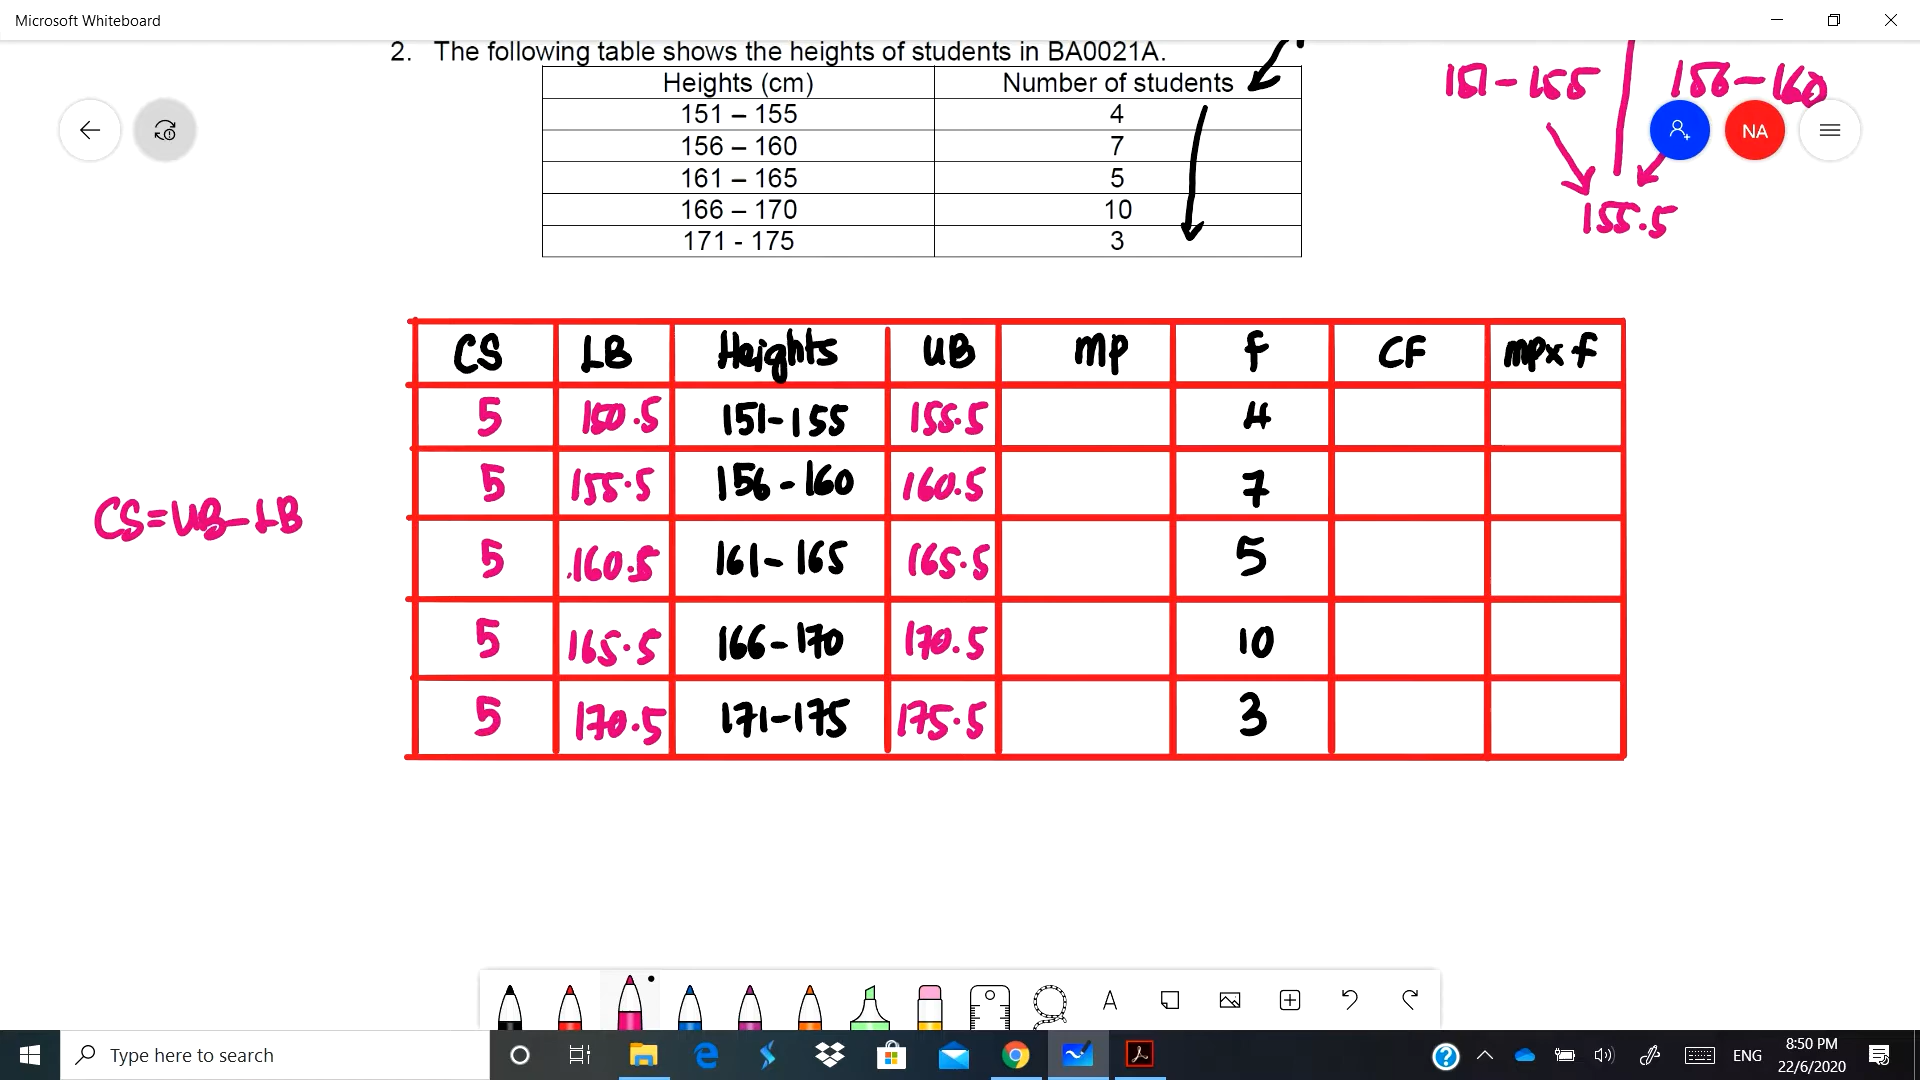 Microsoft Whiteboard
2. The following table shows the heights of students in BA0021A.
Heights (cm) Number of students
151 – 155 4
156 – 160 7
161 – 165 5
166 – 170 10
171 - 175 3
151 – 155 156 – 160
155.5
NA
CS LB Heights UB MP f CF mp x f
5 150.5 151-155 155.5 4
5 155.5 156-160 160.5 7
5 160.5 161-165 165.5 5
5 165.5 166-170 170.5 10
5 170.5 171-175 175.5 3
CS=UB-LB
A
Type here to search
ENG
8:50 PM
22/6/2020